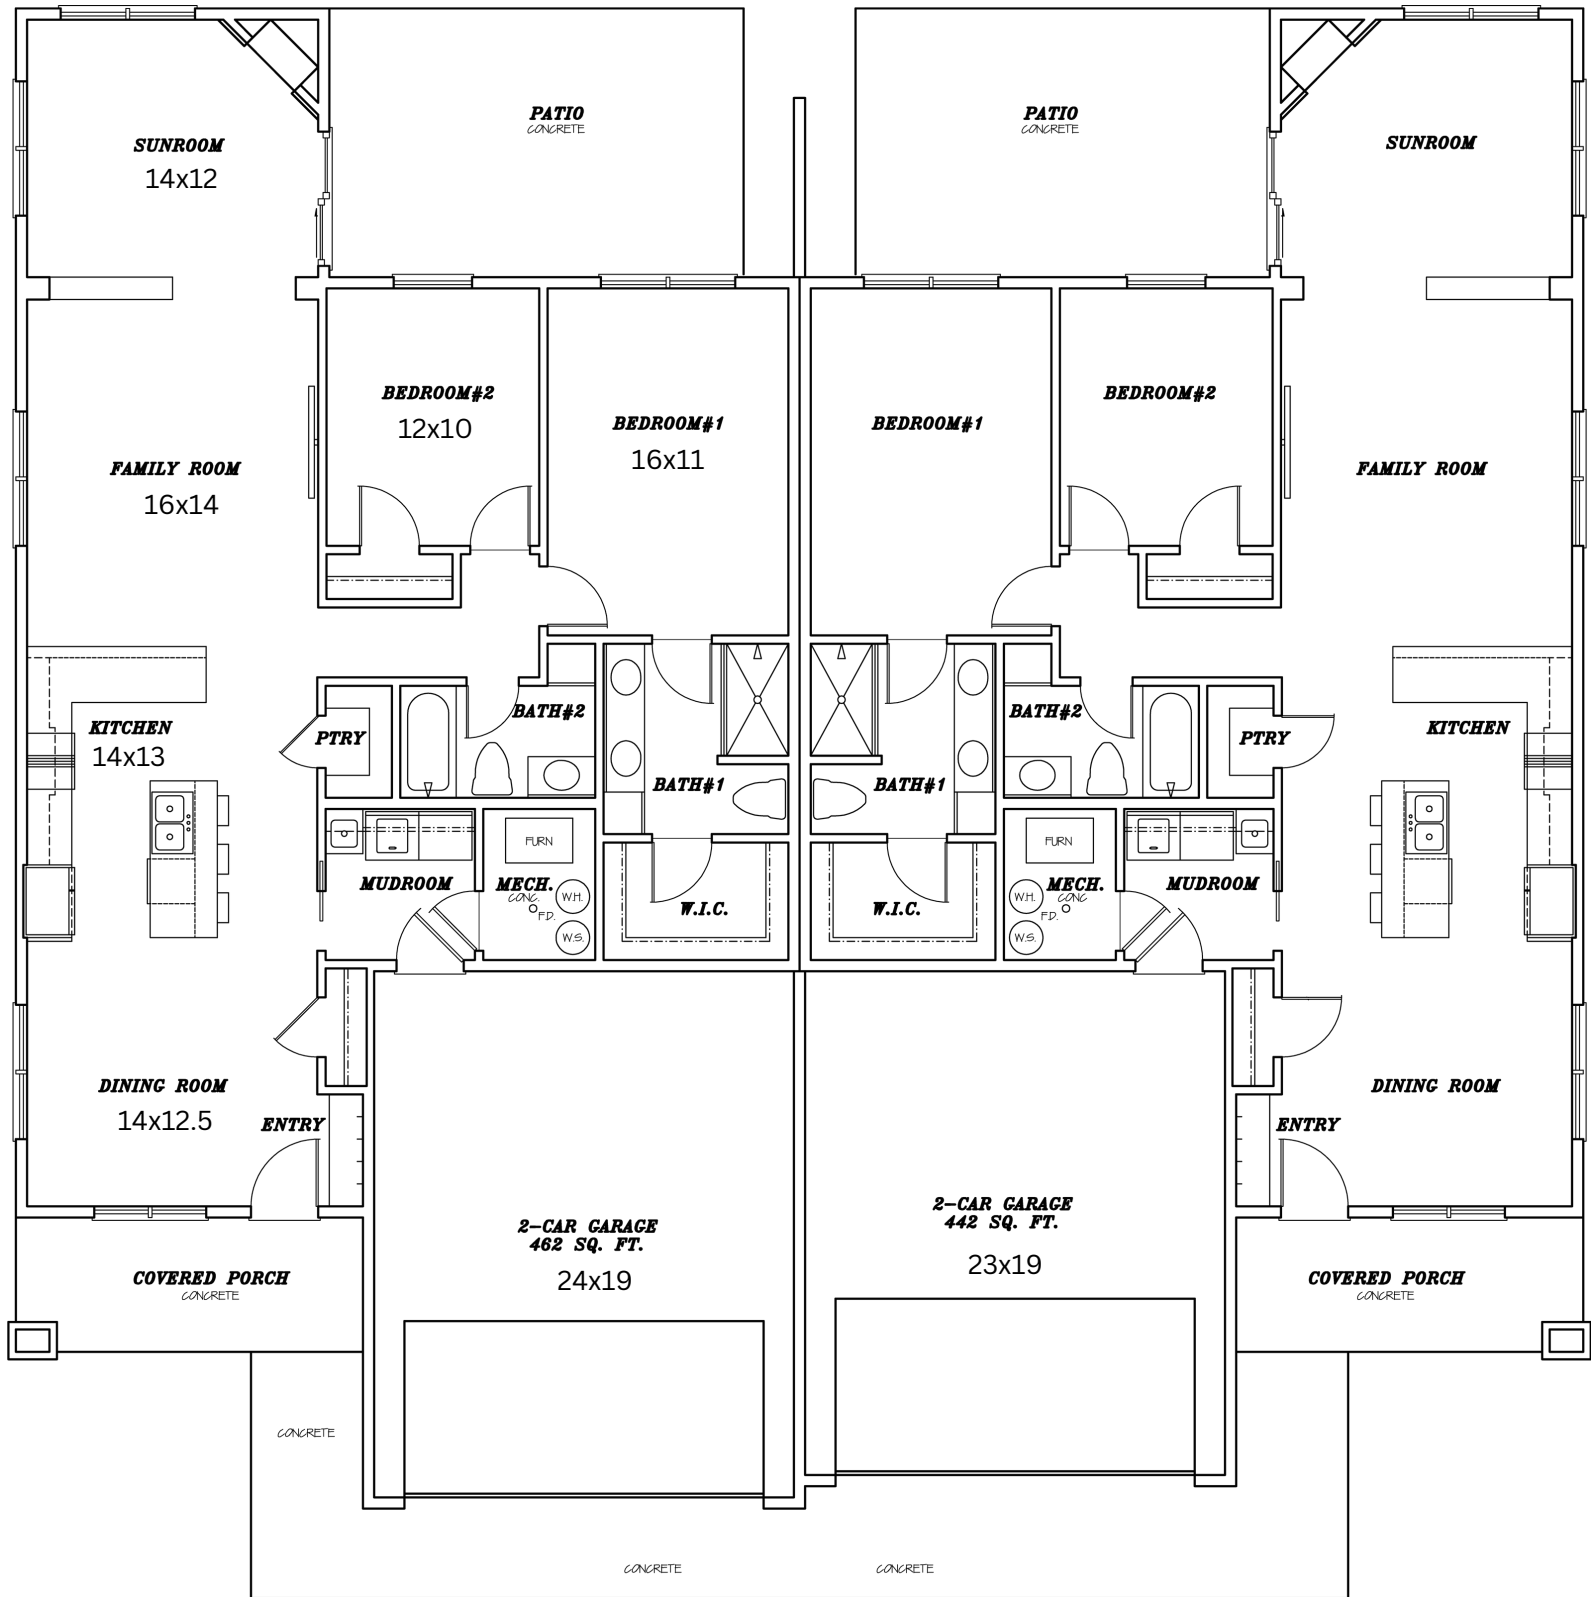 PATIO
CONCRETE
PATIO
CONCRETE
SUNROOM
14x12
SUNROOM
BEDROOM#2
12x10
BEDROOM#1
16x11
BEDROOM#1
BEDROOM#2
FAMILY ROOM
16x14
FAMILY ROOM
KITCHEN
14x13
PTRY
BATH#2
BATH#1
BATH#1
BATH#2
PTRY
KITCHEN
FURN
FURN
MUDROOM
MECH.
CONC.
F.D.
W.H.
W.S.
W.I.C.
W.I.C.
W.H.
W.S.
MECH.
CONC
F.D.
MUDROOM
DINING ROOM
14x12.5
ENTRY
ENTRY
DINING ROOM
2-CAR GARAGE
462 SQ. FT.
24x19
2-CAR GARAGE
442 SQ. FT.
23x19
COVERED PORCH
CONCRETE
COVERED PORCH
CONCRETE
CONCRETE
CONCRETE
CONCRETE